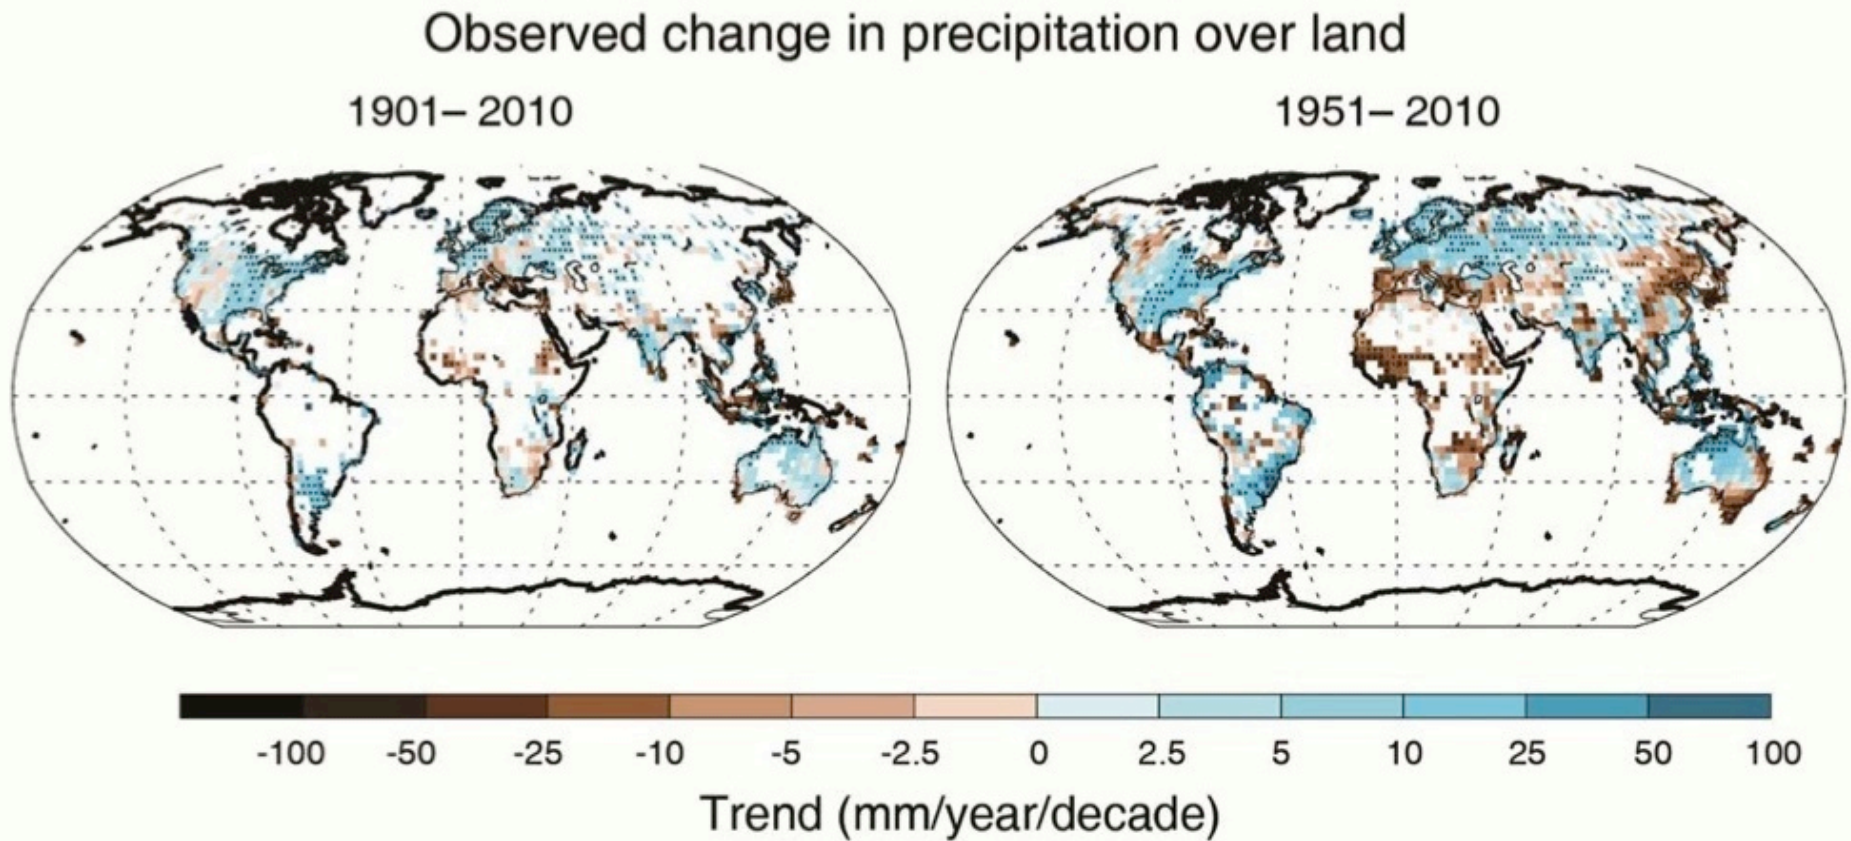 Observed change in precipitation over land
1901– 2010
1951– 2010
-100 -50 -25 -10 -5 -2.5 0 2.5 5 10 25 50 100
Trend (mm/year/decade)